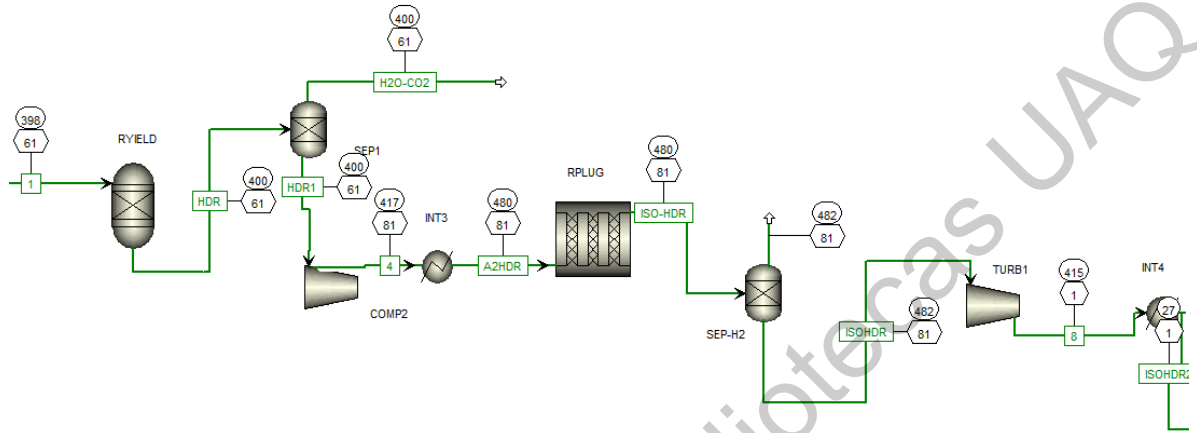 400
61
H2O-CO2
398
61
1
RYIELD
SEP1
HDR
400
61
HDR1
400
61
417
81
4
INT3
COMP2
480
81
A2HDR
RPLUG
480
81
ISO-HDR
482
81
SEP-H2
ISOHDR
482
81
TURB1
415
1
8
INT4
27
1
ISOHDR2
diotecas UAQ